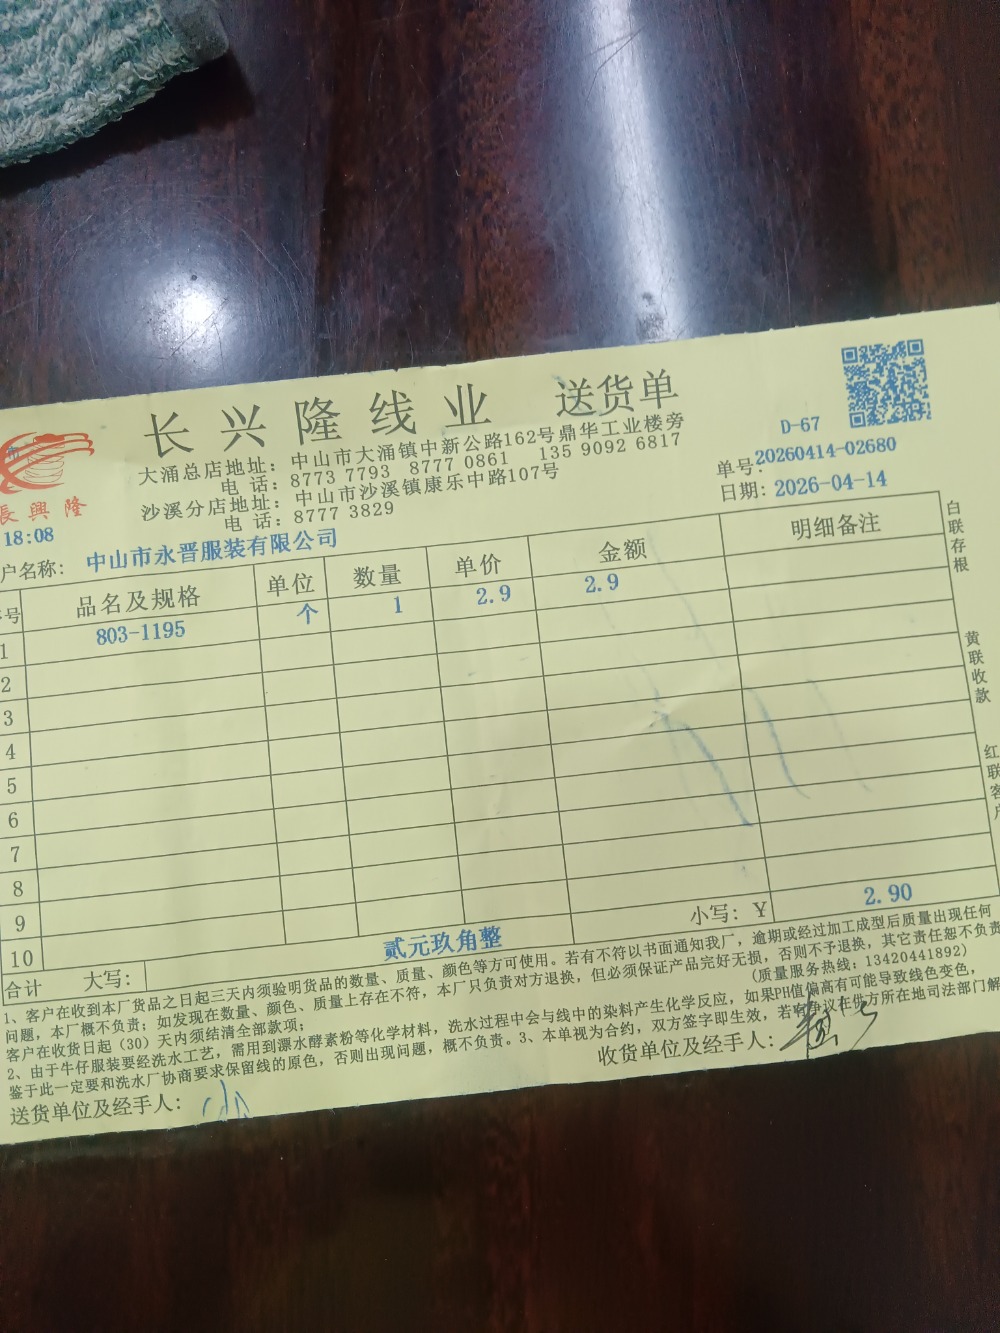 长兴隆线业 送货单
大涌总店地址：中山市大涌镇中新公路162号鼎华工业楼旁
电 话：8773 7793 8777 0861 135 9092 6817
沙溪分店地址：中山市沙溪镇康乐中路107号
电 话：8777 3829
D-67
单号:20260414-02680
日期: 2026-04-14
長興隆
18:08
户名称: 中山市永晋服装有限公司
号 品名及规格 单位 数量 单价 金额 明细备注
1 803-1195 个 1 2.9 2.9
2
3
4
5
6
7
8
9
10
合计 大写: 贰元玖角整 小写: ¥ 2.90
白联存根
黄联收款
红联客户
1、客户在收到本厂货品之日起三天内须验明货品的数量、质量、颜色等方可使用。若有不符以书面通知我厂，逾期或经过加工成型后质量出现任何
问题，本厂概不负责；如发现在数量、颜色、质量上存在不符，本厂只负责对方退换，但必须保证产品完好无损，否则不予退换，其它责任恕不负责
客户在收货日起（30）天内须结清全部款项； （质量服务热线：13420441892）
2、由于牛仔服装要经洗水工艺，需用到漂水酵素粉等化学材料，洗水过程中会与线中的染料产生化学反应，如果PH值偏高有可能导致线色变色，
鉴于此一定要和洗水厂协商要求保留线的原色，否则出现问题，概不负责。3、本单视为合约，双方签字即生效，若有争议在供方所在地司法部门解
送货单位及经手人: 收货单位及经手人: